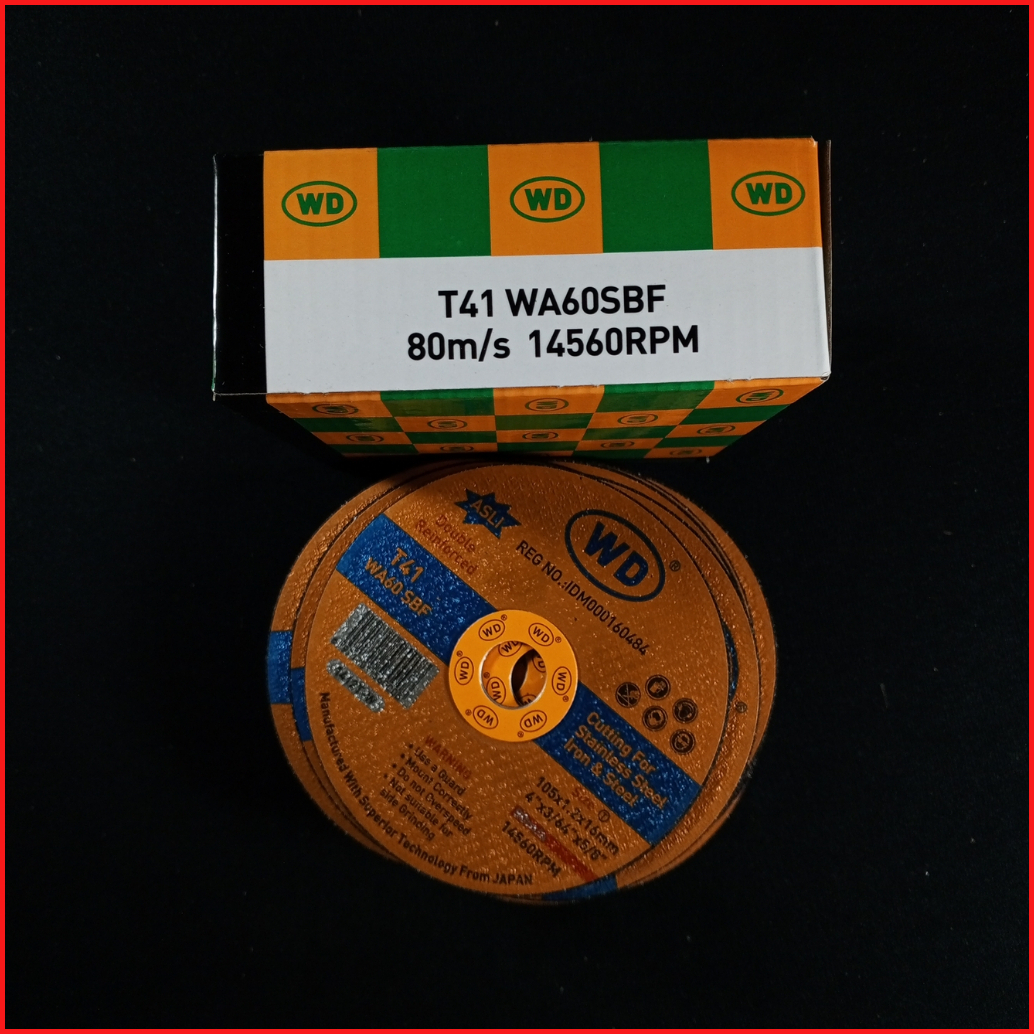 WD WD WD
T41 WA60SBF
80m/s 14560RPM
ASLI
Double
Reinforced
WD®
REG NO.:IDM000160484
T41
WA60 SBF
WD® WD® WD® WD® WD® WD®
Cutting For
Stainless Steel
Iron & Steel
WARNING
• Use a Guard
• Mount Correctly
• Do not Overspeed
• Not suitable for
side Grinding
105x1.2x16mm
4"x3/64"x5/8"
14560RPM
Manufactured With Superior Technology From JAPAN